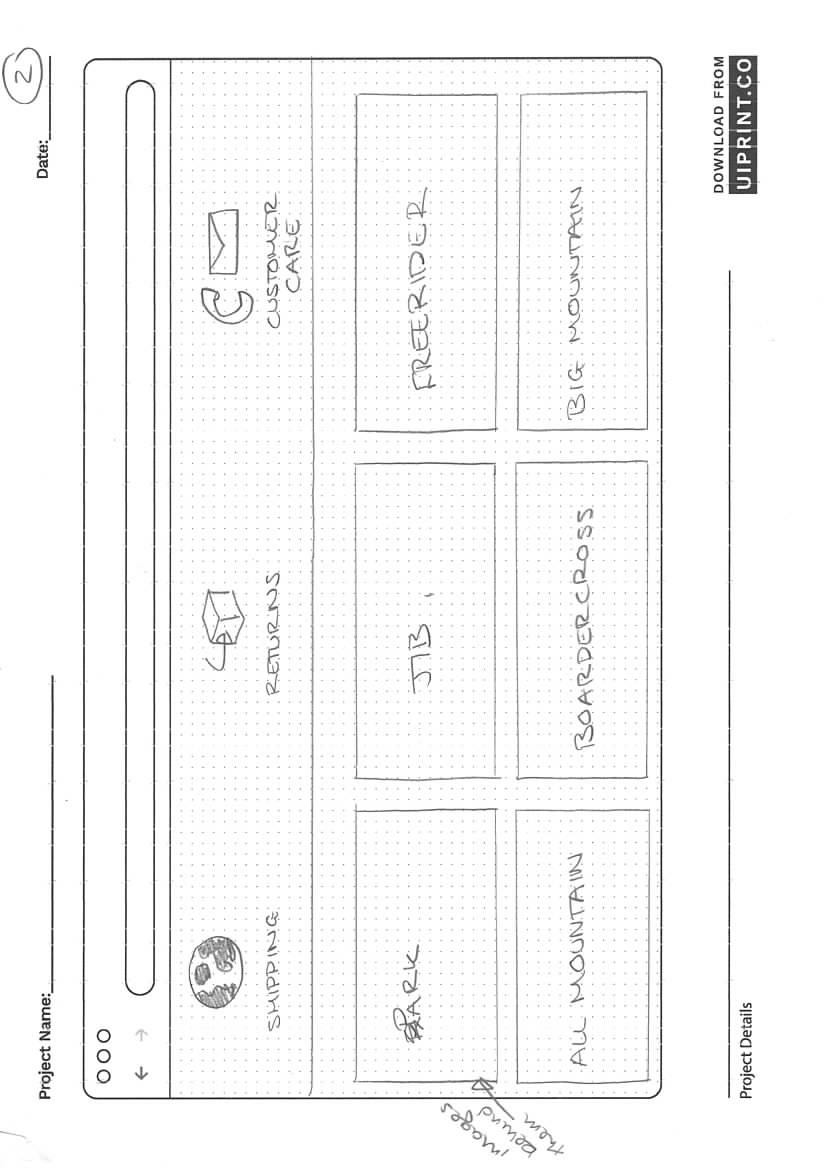 Project Name:
Date:
2
SHIPPING
RETURNS
CUSTOMER
CARE
PARK
JIB.
FREERIDER
ALL MOUNTAIN
BOARDERCROSS
BIG MOUNTAIN
images
behind
them
Project Details
DOWNLOAD FROM
UIPRINT.CO